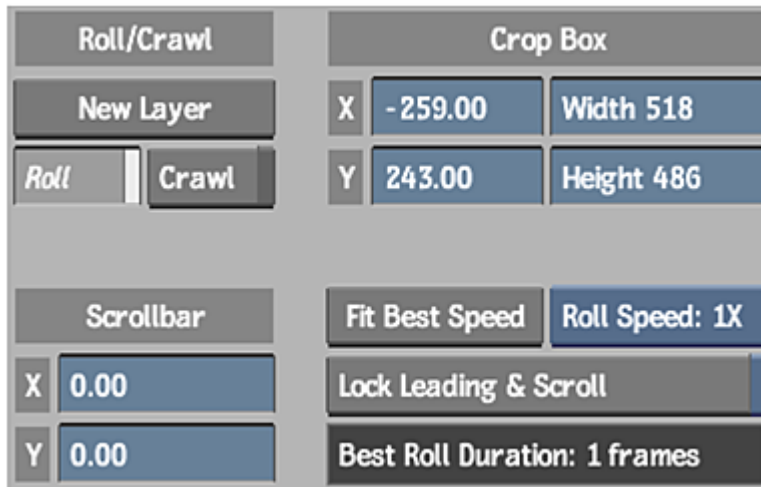 Roll/Crawl
New Layer
Roll Crawl
Crop Box
X -259.00 Width 518
Y 243.00 Height 486
Scrollbar
X 0.00
Y 0.00
Fit Best Speed Roll Speed: 1X
Lock Leading & Scroll
Best Roll Duration: 1 frames